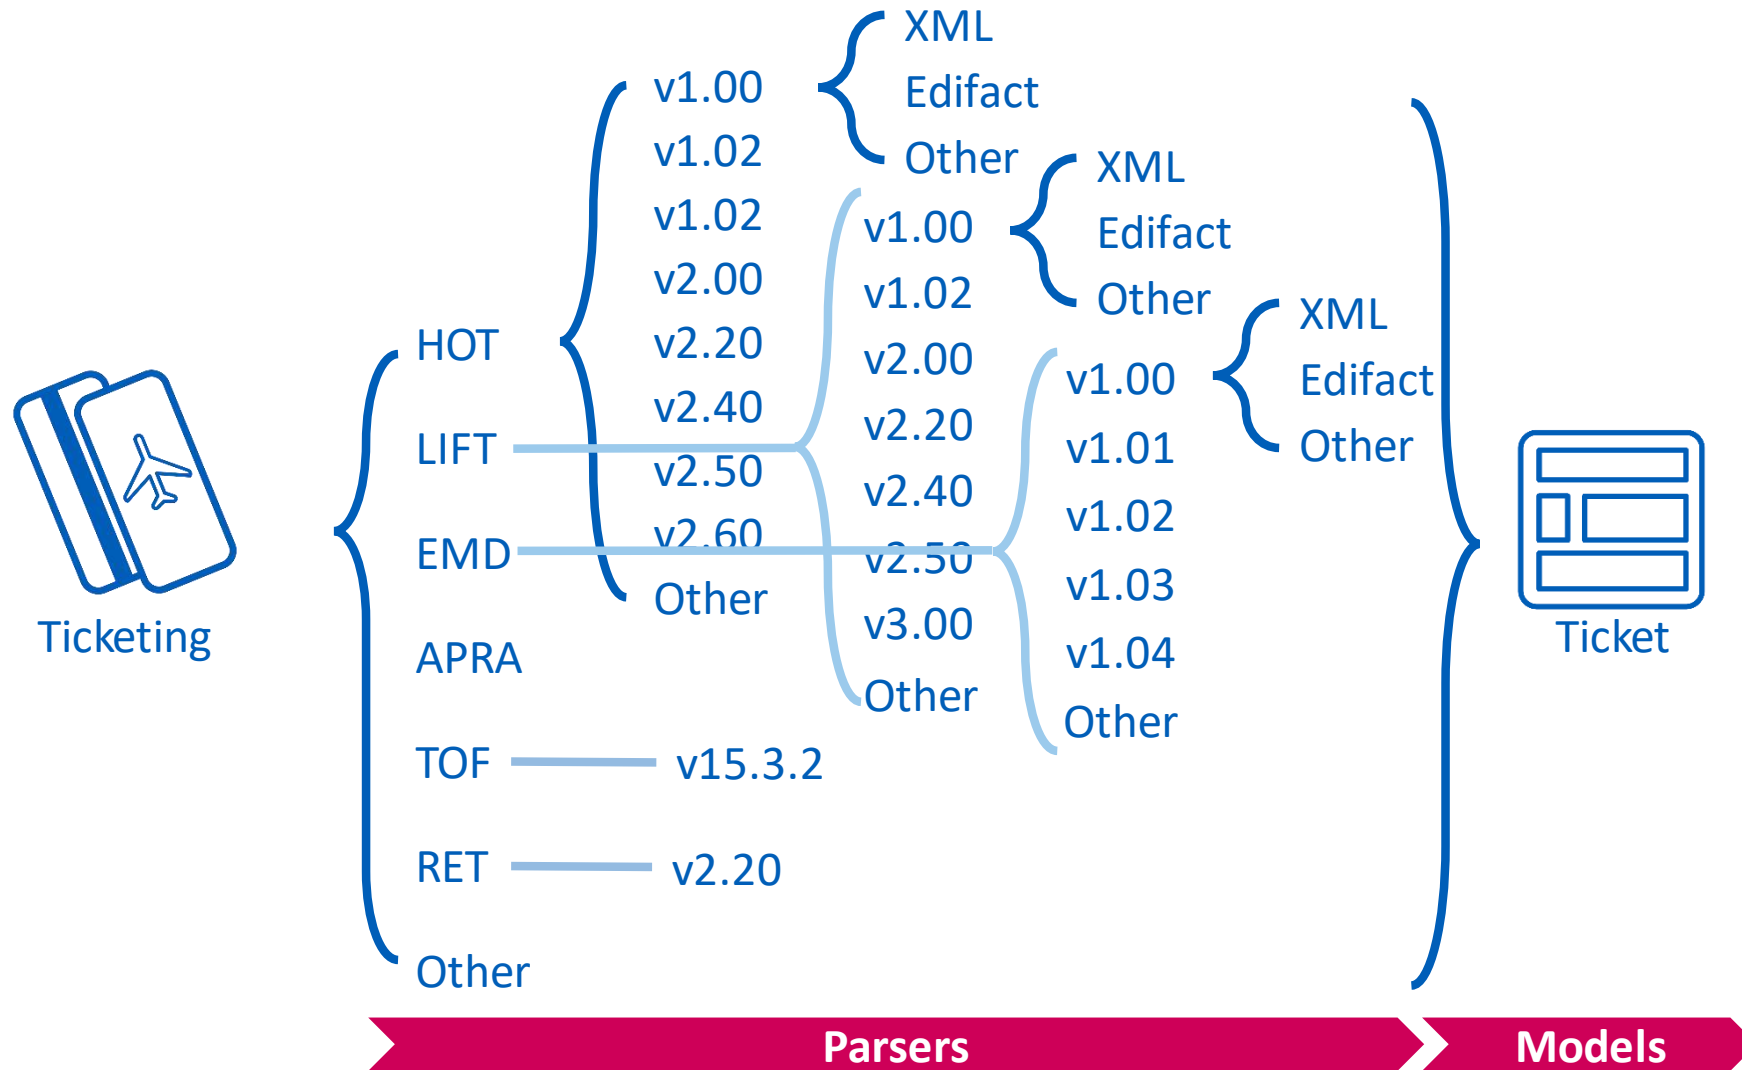 Ticketing
HOT
LIFT
EMD
APRA
TOF
RET
Other
v1.00
v1.02
v1.02
v2.00
v2.20
v2.40
v2.50
v2.60
Other
XML
Edifact
Other
v1.00
v1.02
v2.00
v2.20
v2.40
v2.50
v3.00
Other
XML
Edifact
Other
v1.00
v1.01
v1.02
v1.03
v1.04
Other
XML
Edifact
Other
v15.3.2
v2.20
Ticket
Parsers
Models